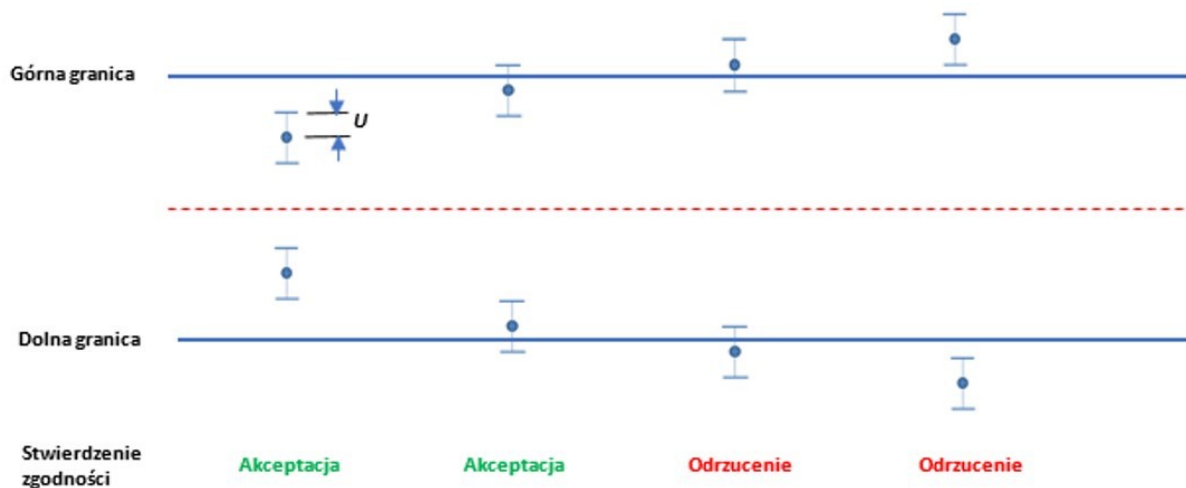 Górna granica
U
Dolna granica
Stwierdzenie
zgodności
Akceptacja
Akceptacja
Odrzucenie
Odrzucenie